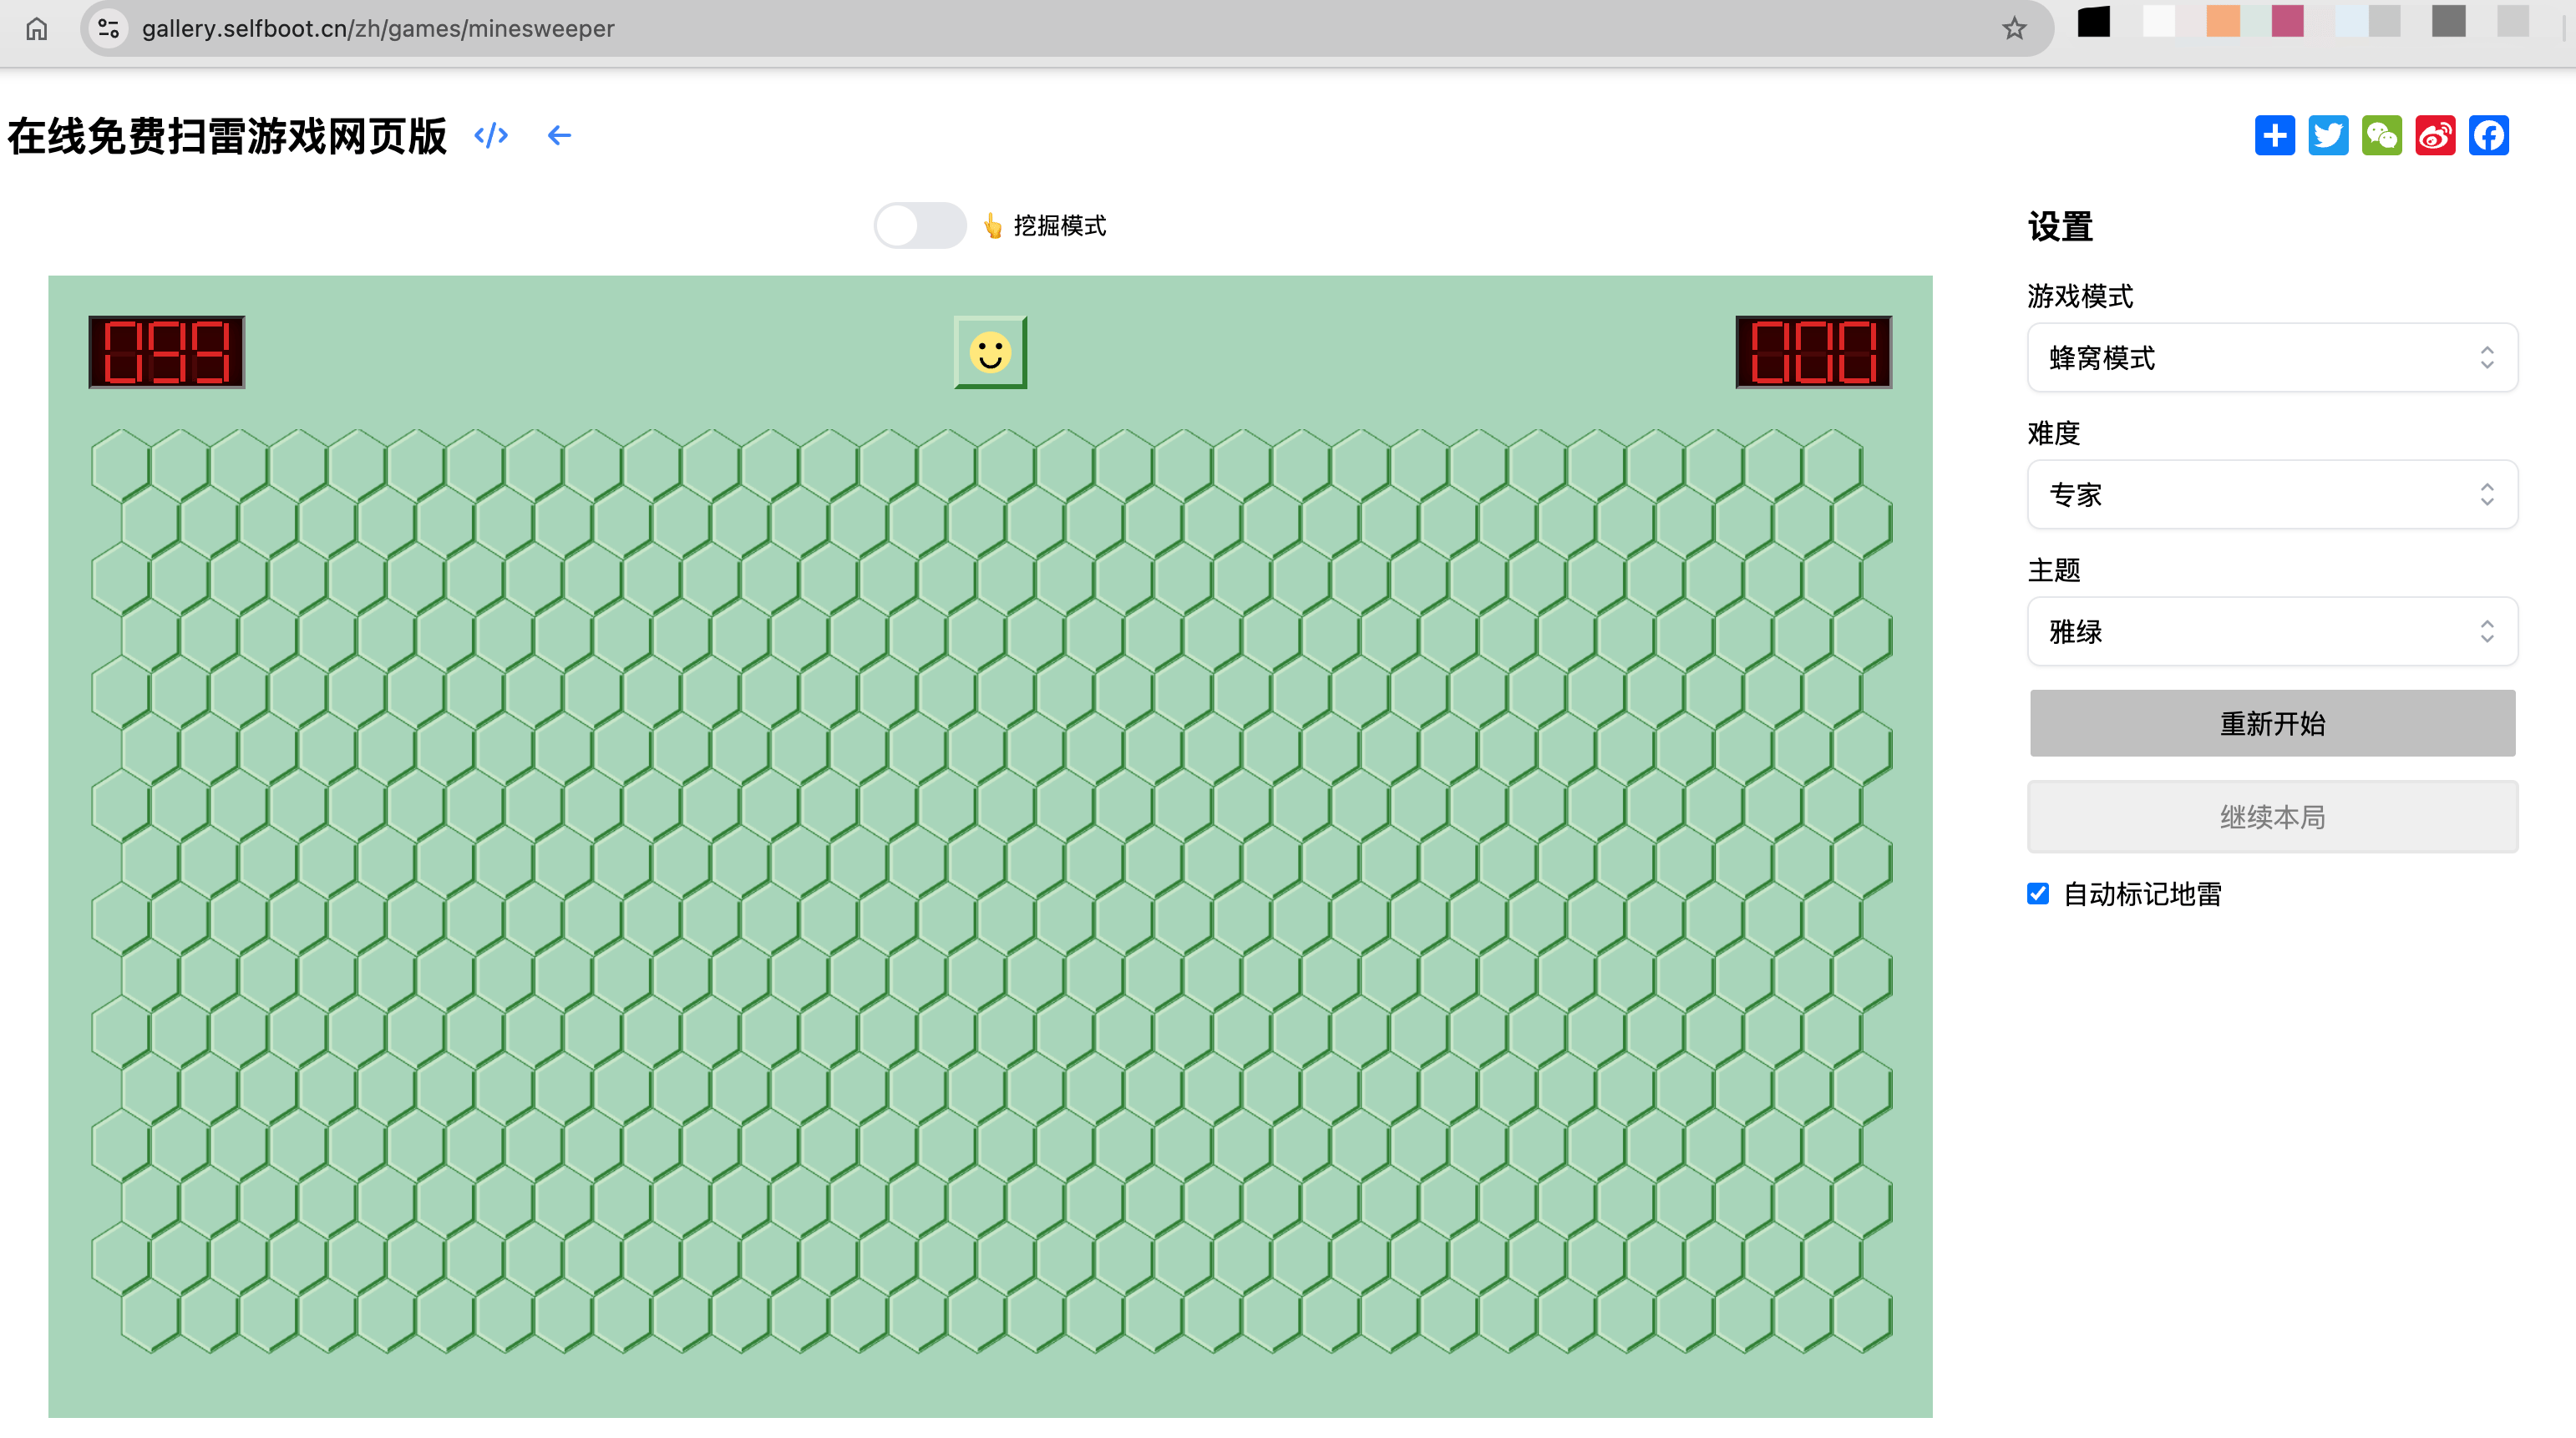 gallery.selfboot.cn/zh/games/minesweeper
在线免费扫雷游戏网页版 </>
👆 挖掘模式
099
000
设置
游戏模式
蜂窝模式
难度
专家
主题
雅绿
重新开始
继续本局
自动标记地雷